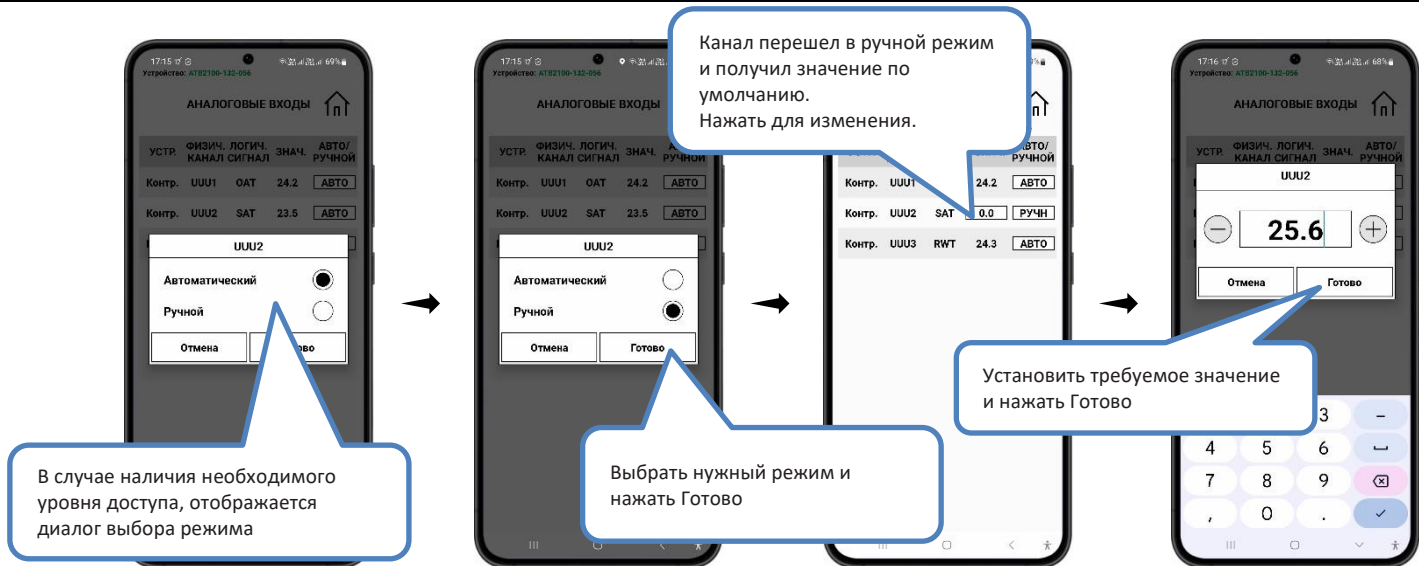 17:15
69%
Устройство: ATB2100-132-056
АНАЛОГОВЫЕ ВХОДЫ
УСТР. ФИЗИЧ. КАНАЛ ЛОГИЧ. СИГНАЛ ЗНАЧ. АВТО/РУЧНОЙ
Контр. UUU1 OAT 24.2 АВТО
Контр. UUU2 SAT 23.5 АВТО
UUU2
Автоматический
Ручной
Отмена
В случае наличия необходимого
уровня доступа, отображается
диалог выбора режима
17:15
Устройство: ATB2100-132-056
АНАЛОГОВЫЕ ВХОДЫ
УСТР. ФИЗИЧ. КАНАЛ ЛОГИЧ. СИГНАЛ ЗНАЧ. АВТО/РУЧНОЙ
Контр. UUU1 OAT 24.2 АВТО
Контр. UUU2 SAT 23.5 АВТО
UUU2
Автоматический
Ручной
Отмена Готово
Выбрать нужный режим и
нажать Готово
Канал перешел в ручной режим
и получил значение по
умолчанию.
Нажать для изменения.
АВТО/
РУЧНОЙ
Контр. UUU1 24.2 АВТО
Контр. UUU2 SAT 0.0 РУЧН
Контр. UUU3 RWT 24.3 АВТО
17:16
68%
Устройство: ATB2100-132-056
АНАЛОГОВЫЕ ВХОДЫ
УСТР. ФИЗИЧ. КАНАЛ ЛОГИЧ. СИГНАЛ ЗНАЧ. АВТО/РУЧНОЙ
UUU2
25.6
Отмена Готово
Установить требуемое значение
и нажать Готово
3 –
4 5 6
7 8 9
, 0 .